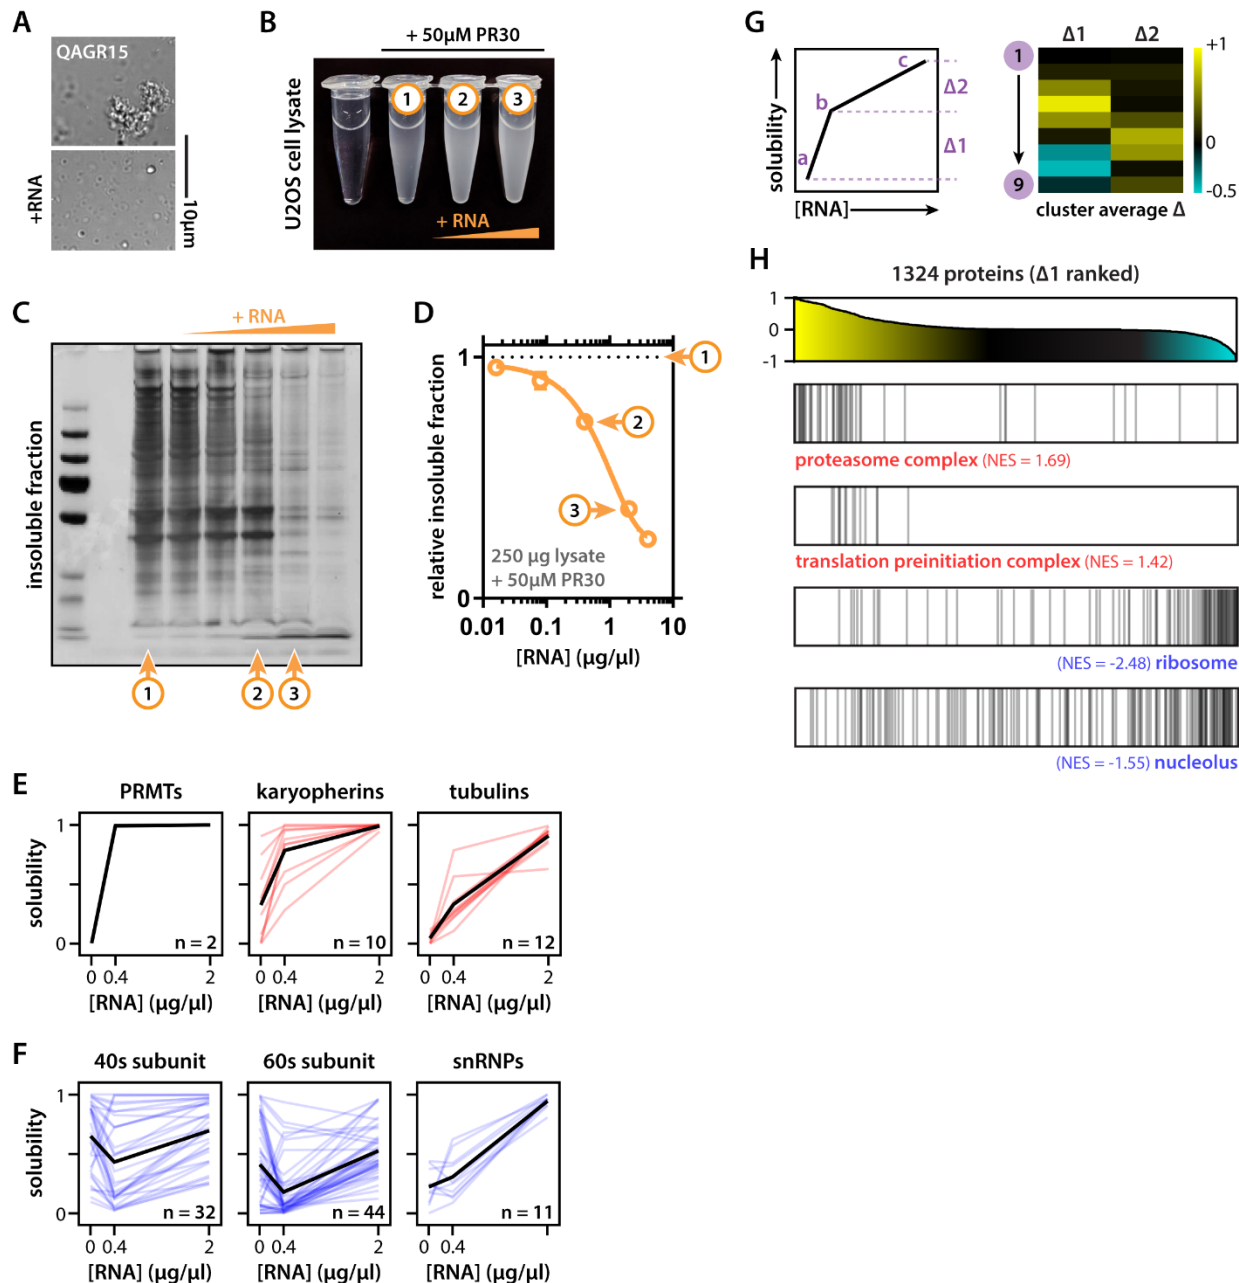 A
QAGR15
+RNA
10μm
B
+ 50μM PR30
U2OS cell lysate
1
2
3
+ RNA
C
+ RNA
insoluble fraction
1
2
3
D
relative insoluble fraction
1
0
1
2
3
250 μg lysate
+ 50μM PR30
0.01
0.1
1
10
[RNA] (μg/μl)
E
PRMTs
karyopherins
tubulins
solubility
1
0
n = 2
n = 10
n = 12
0 0.4 2
0 0.4 2
0 0.4 2
[RNA] (μg/μl)
[RNA] (μg/μl)
[RNA] (μg/μl)
F
40s subunit
60s subunit
snRNPs
solubility
1
0
n = 32
n = 44
n = 11
0 0.4 2
0 0.4 2
0 0.4 2
[RNA] (μg/μl)
[RNA] (μg/μl)
[RNA] (μg/μl)
G
solubility
a
b
c
Δ2
Δ1
[RNA]
Δ1 Δ2
1
9
+1
0
-0.5
cluster average Δ
H
1324 proteins (Δ1 ranked)
1
0
-1
proteasome complex (NES = 1.69)
translation preinitiation complex (NES = 1.42)
(NES = -2.48) ribosome
(NES = -1.55) nucleolus